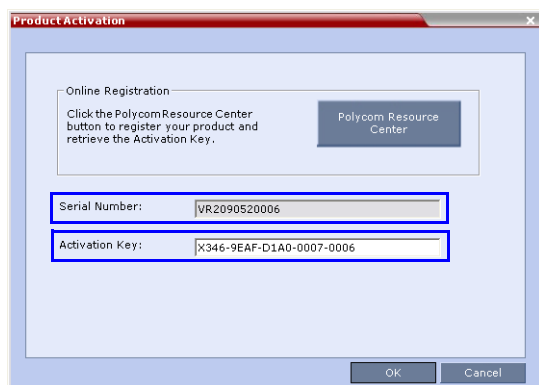 Product Activation
Online Registration
Click the Polycom Resource Center
button to register your product and
retrieve the Activation Key.
Polycom Resource
Center
Serial Number:
VR2090520006
Activation Key:
X346-9EAF-D1A0-0007-0006
OK
Cancel